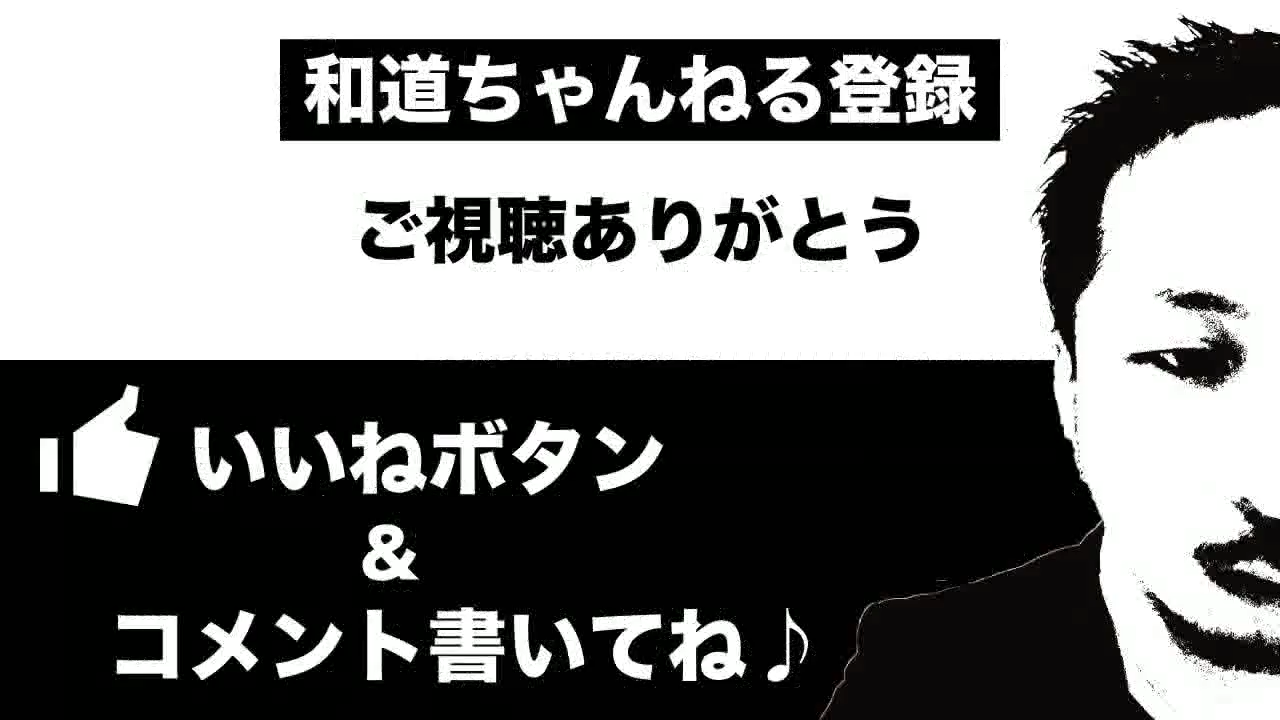 和道ちゃんねる登録
ご視聴ありがとう
いいねボタン
&
コメント書いてね♪